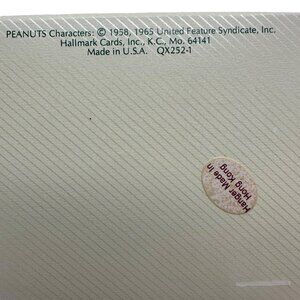 PEANUTS Characters: © 1958, 1965 United Feature Syndicate, Inc.
Hallmark Cards, Inc., K.C., Mo. 64141
Made in U.S.A. QX252-1
Hanger Made In
Hong Kong